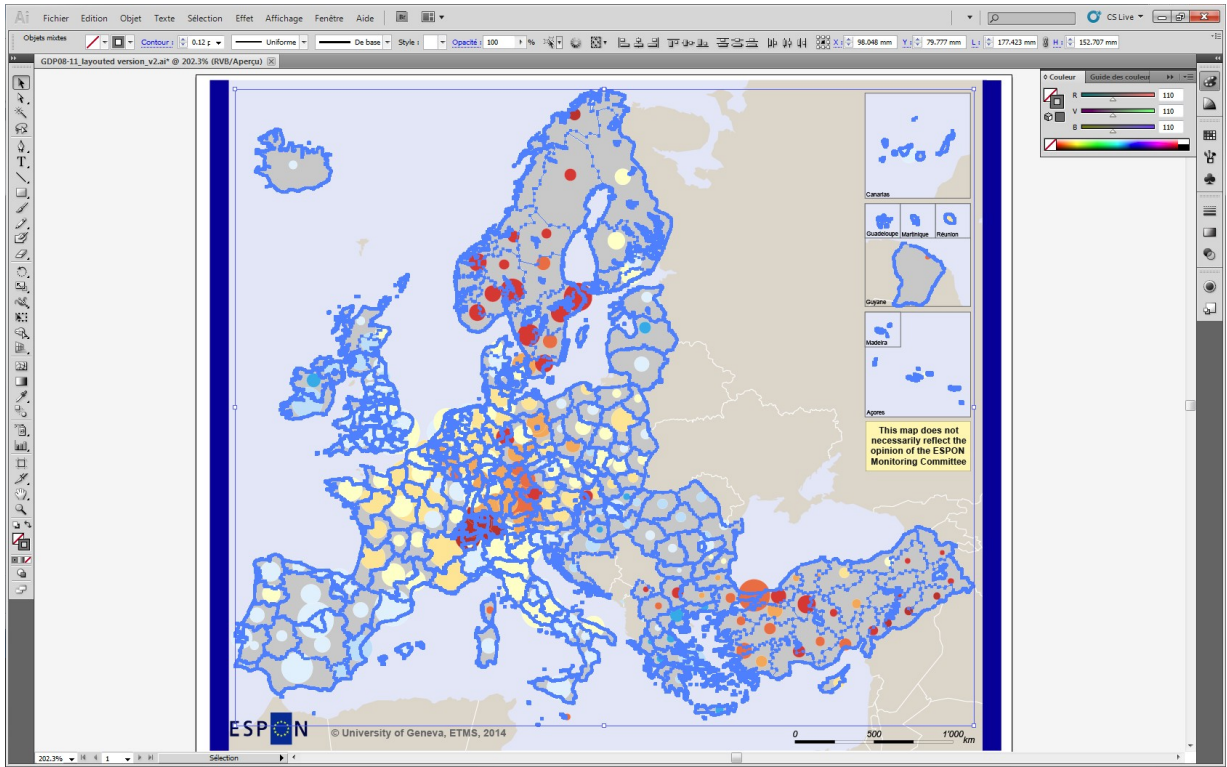 Ai Fichier Edition Objet Texte Sélection Effet Affichage Fenêtre Aide Br CS Live
Objets mixtes Contour : 0.12 p Uniforme De base Style : Opacité : 100 % X : 98.048 mm Y : 79.777 mm L : 177.423 mm H : 152.707 mm
GDP08-11_layouted version_v2.ai* @ 202.3% (RVB/Aperçu)
Couleur Guide des couleur
R 110
V 110
B 110
Canarias
Guadeloupe Martinique Réunion
Guyane
Madeira
Açores
This map does not
necessarily reflect the
opinion of the ESPON
Monitoring Committee
ESPON © University of Geneva, ETMS, 2014
0 500 1'000
km
202.3% 1 Sélection